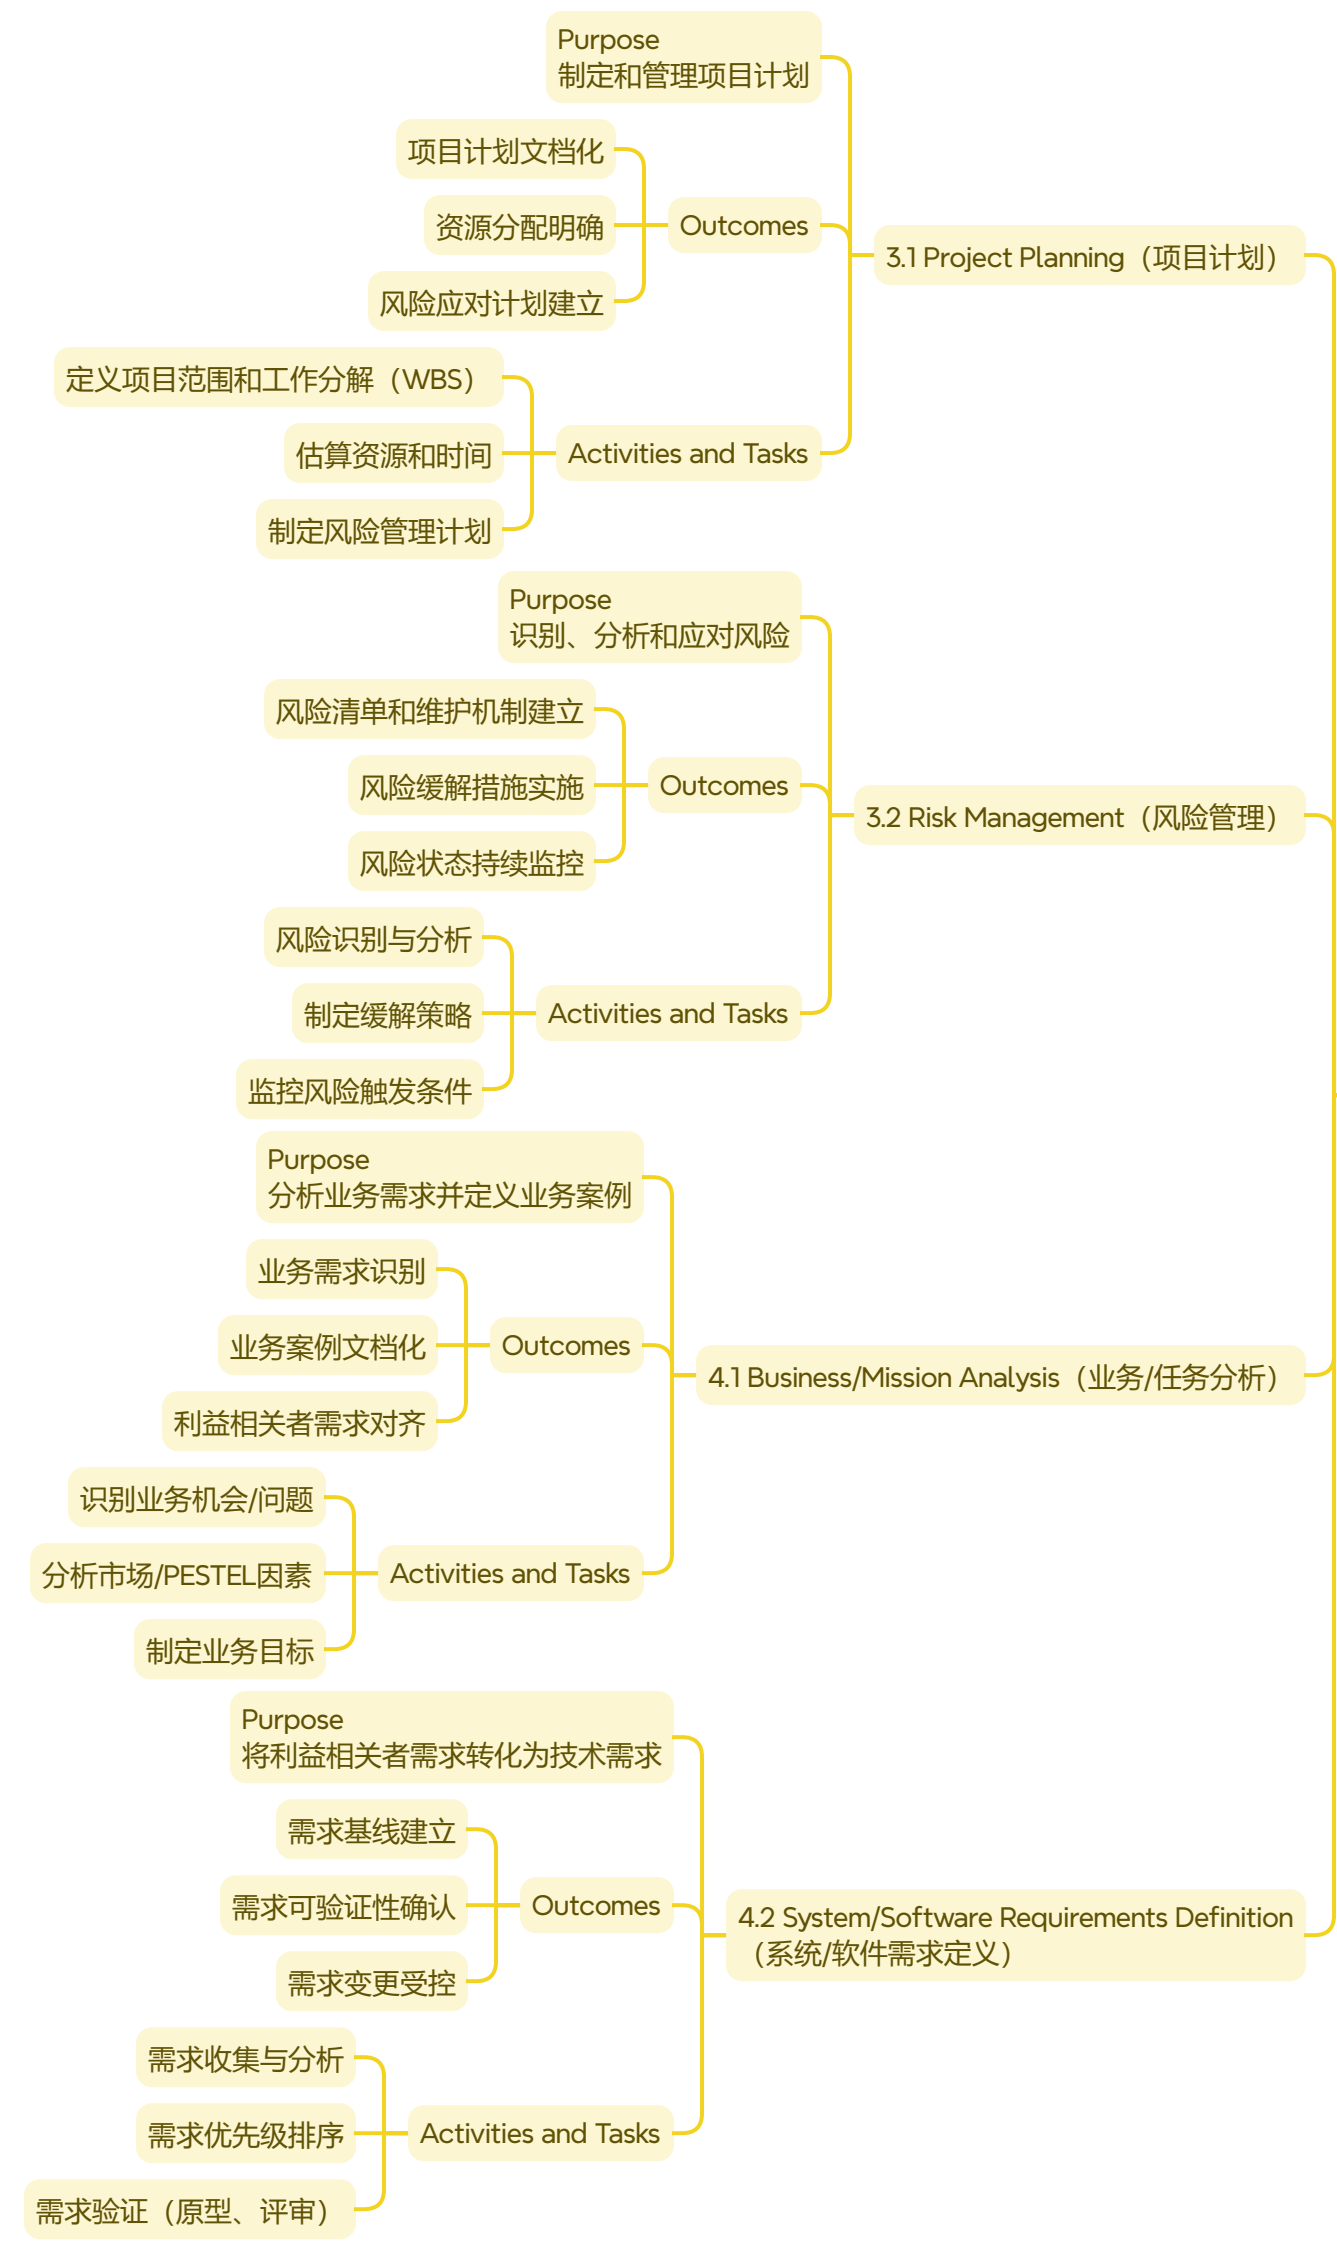 Purpose
制定和管理项目计划
项目计划文档化
资源分配明确
风险应对计划建立
Outcomes
3.1 Project Planning（项目计划）
定义项目范围和工作分解（WBS）
估算资源和时间
制定风险管理计划
Activities and Tasks
Purpose
识别、分析和应对风险
风险清单和维护机制建立
风险缓解措施实施
风险状态持续监控
Outcomes
3.2 Risk Management（风险管理）
风险识别与分析
制定缓解策略
监控风险触发条件
Activities and Tasks
Purpose
分析业务需求并定义业务案例
业务需求识别
业务案例文档化
利益相关者需求对齐
Outcomes
4.1 Business/Mission Analysis（业务/任务分析）
识别业务机会/问题
分析市场/PESTEL因素
制定业务目标
Activities and Tasks
Purpose
将利益相关者需求转化为技术需求
需求基线建立
需求可验证性确认
需求变更受控
Outcomes
4.2 System/Software Requirements Definition
（系统/软件需求定义）
需求收集与分析
需求优先级排序
需求验证（原型、评审）
Activities and Tasks